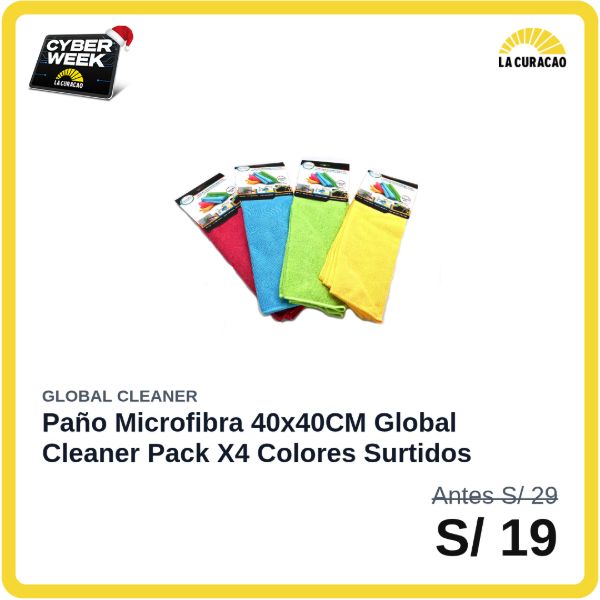 CYBER
WEEK
LA CURACAO
LA CURACAO
GLOBAL CLEANER
Paño Microfibra 40x40CM Global
Cleaner Pack X4 Colores Surtidos
Antes S/ 29
S/ 19